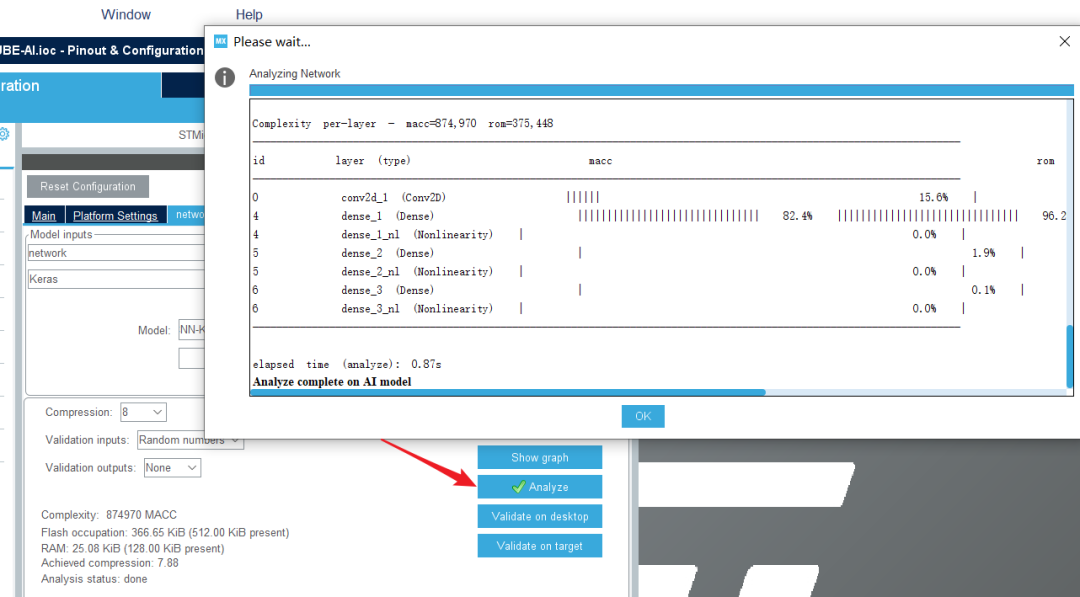 Window Help
JBE-AI.ioc - Pinout & Configuration
MX Please wait...
ration
Analyzing Network
Complexity per-layer - macc=874,970 rom=375,448
id layer (type) macc rom
0 conv2d_1 (Conv2D) |||||| 15.6% |
4 dense_1 (Dense) ||||||||||||||||||||||||||||||| 82.4% ||||||||||||||||||||||||||||||| 96.2
4 dense_1_nl (Nonlinearity) | 0.0% |
5 dense_2 (Dense) | 1.9% |
5 dense_2_nl (Nonlinearity) | 0.0% |
6 dense_3 (Dense) | 0.1% |
6 dense_3_nl (Nonlinearity) | 0.0% |
elapsed time (analyze): 0.87s
Analyze complete on AI model
OK
STMi
Reset Configuration
Main Platform Settings netwo
Model inputs
network
Keras
Model: NN-K
Compression: 8
Validation inputs: Random numbers
Validation outputs: None
Show graph
Analyze
Validate on desktop
Validate on target
Complexity: 874970 MACC
Flash occupation: 366.65 KiB (512.00 KiB present)
RAM: 25.08 KiB (128.00 KiB present)
Achieved compression: 7.88
Analysis status: done